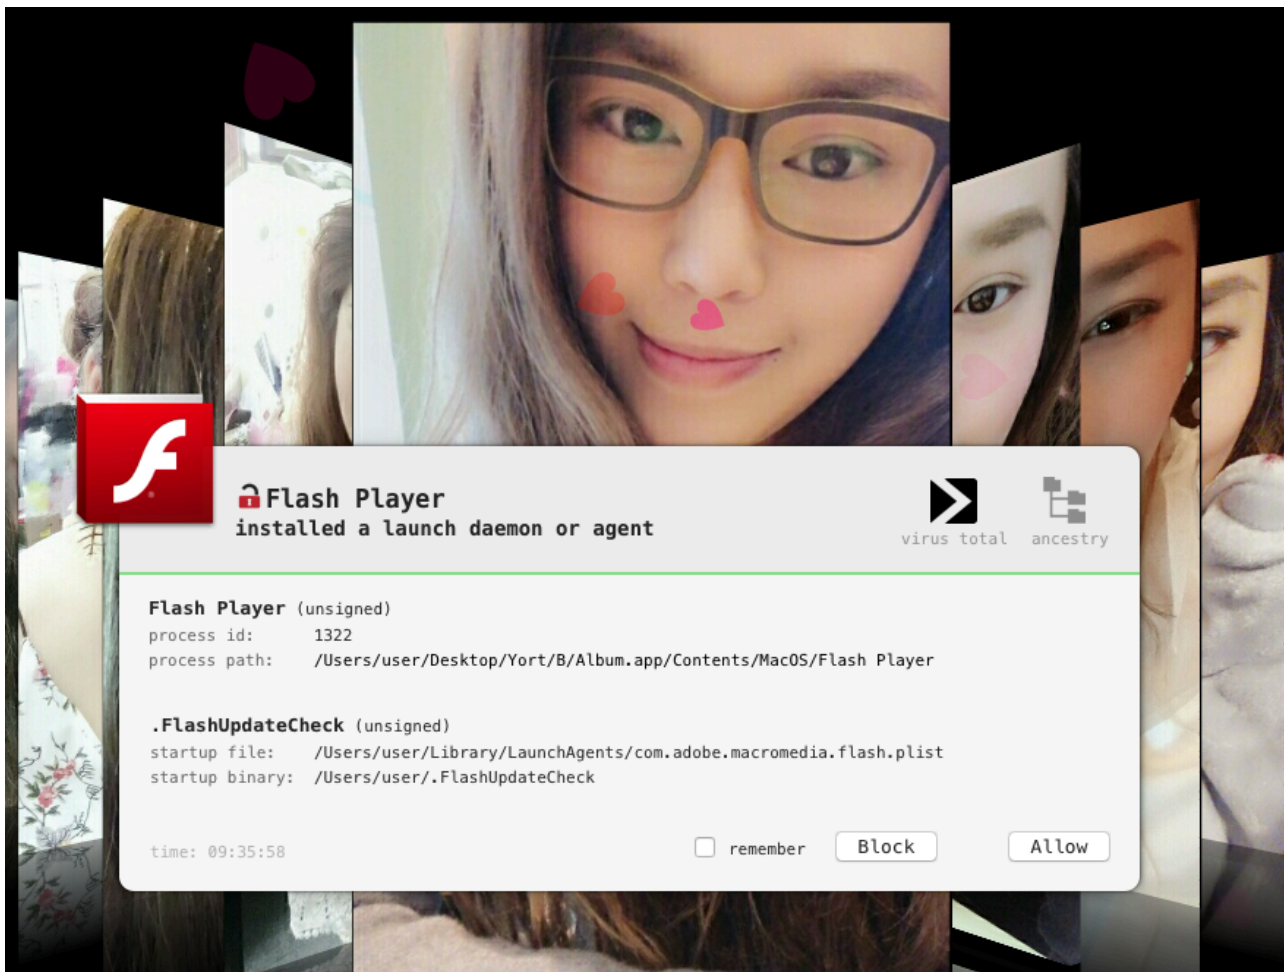 Flash Player
installed a launch daemon or agent
virus total
ancestry
Flash Player (unsigned)
process id: 1322
process path: /Users/user/Desktop/Yort/B/Album.app/Contents/MacOS/Flash Player
.FlashUpdateCheck (unsigned)
startup file: /Users/user/Library/LaunchAgents/com.adobe.macromedia.flash.plist
startup binary: /Users/user/.FlashUpdateCheck
time: 09:35:58
remember
Block
Allow